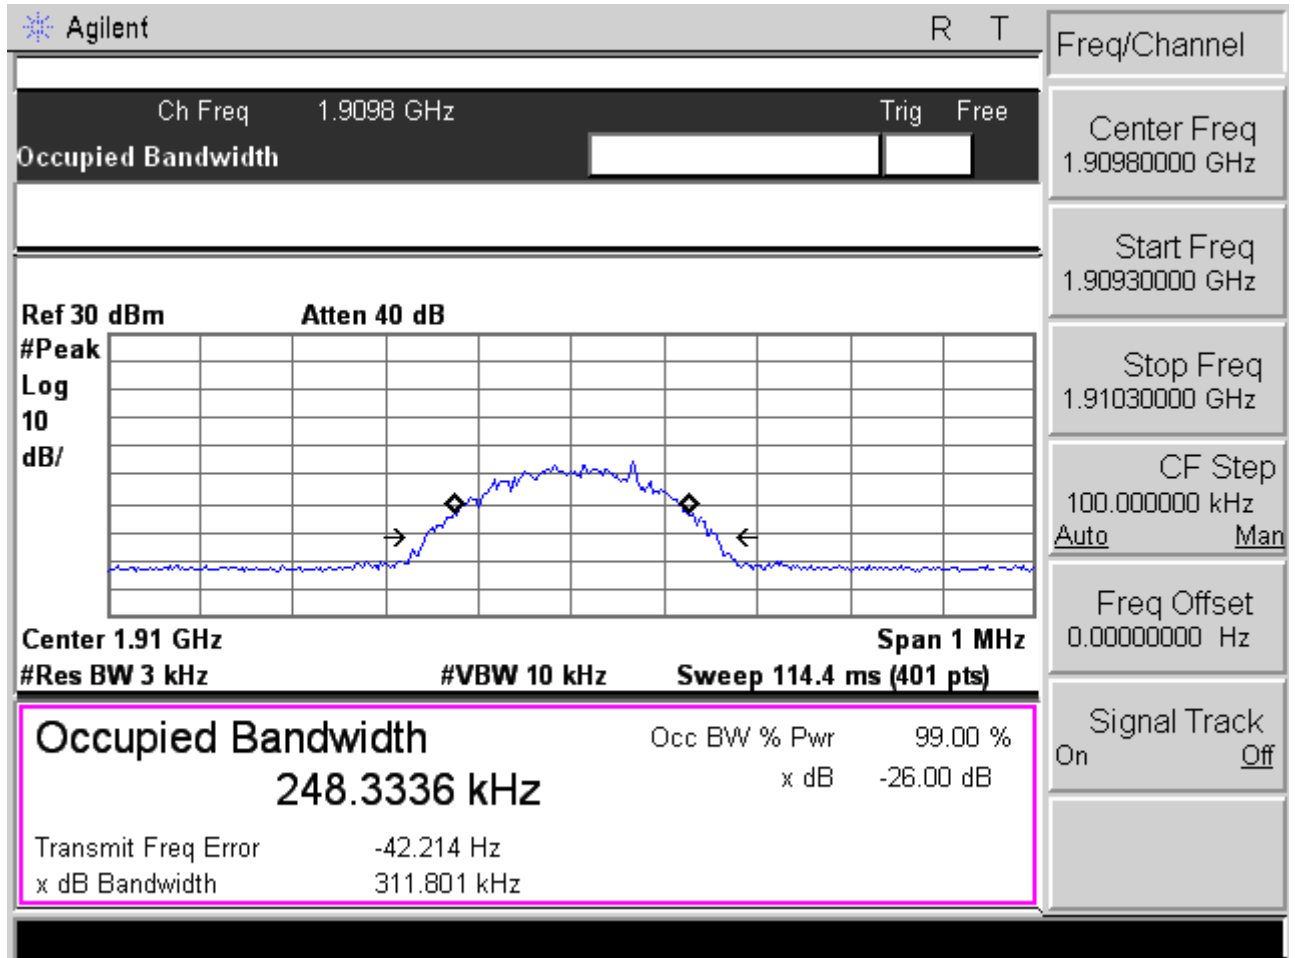 Agilent R T
Freq/Channel
Ch Freq 1.9098 GHz Trig Free
Occupied Bandwidth
Center Freq
1.90980000 GHz
Start Freq
1.90930000 GHz
Ref 30 dBm Atten 40 dB
#Peak
Log
10
dB/
Stop Freq
1.91030000 GHz
CF Step
100.000000 kHz
Auto Man
Center 1.91 GHz Span 1 MHz
#Res BW 3 kHz #VBW 10 kHz Sweep 114.4 ms (401 pts)
Freq Offset
0.00000000 Hz
Occupied Bandwidth
248.3336 kHz
Occ BW % Pwr 99.00 %
x dB -26.00 dB
Transmit Freq Error -42.214 Hz
x dB Bandwidth 311.801 kHz
Signal Track
On Off